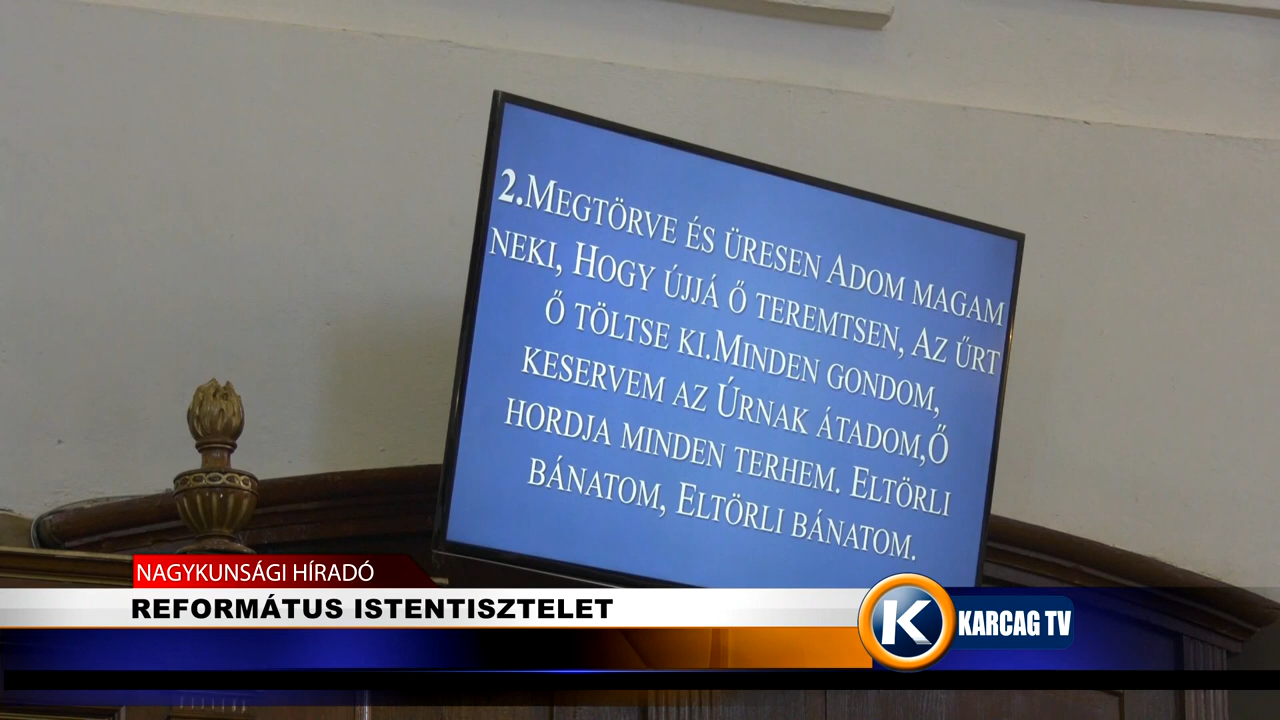 2.Megtörve és üresen Adom magam
neki, Hogy újjá Ő teremtsen, Az űrt
Ő töltse ki.Minden gondom,
keservem az Úrnak átadom,Ő
hordja minden terhem. Eltörli
bánatom, Eltörli bánatom.
NAGYKUNSÁGI HÍRADÓ
REFORMÁTUS ISTENTISZTELET
K KARCAG TV